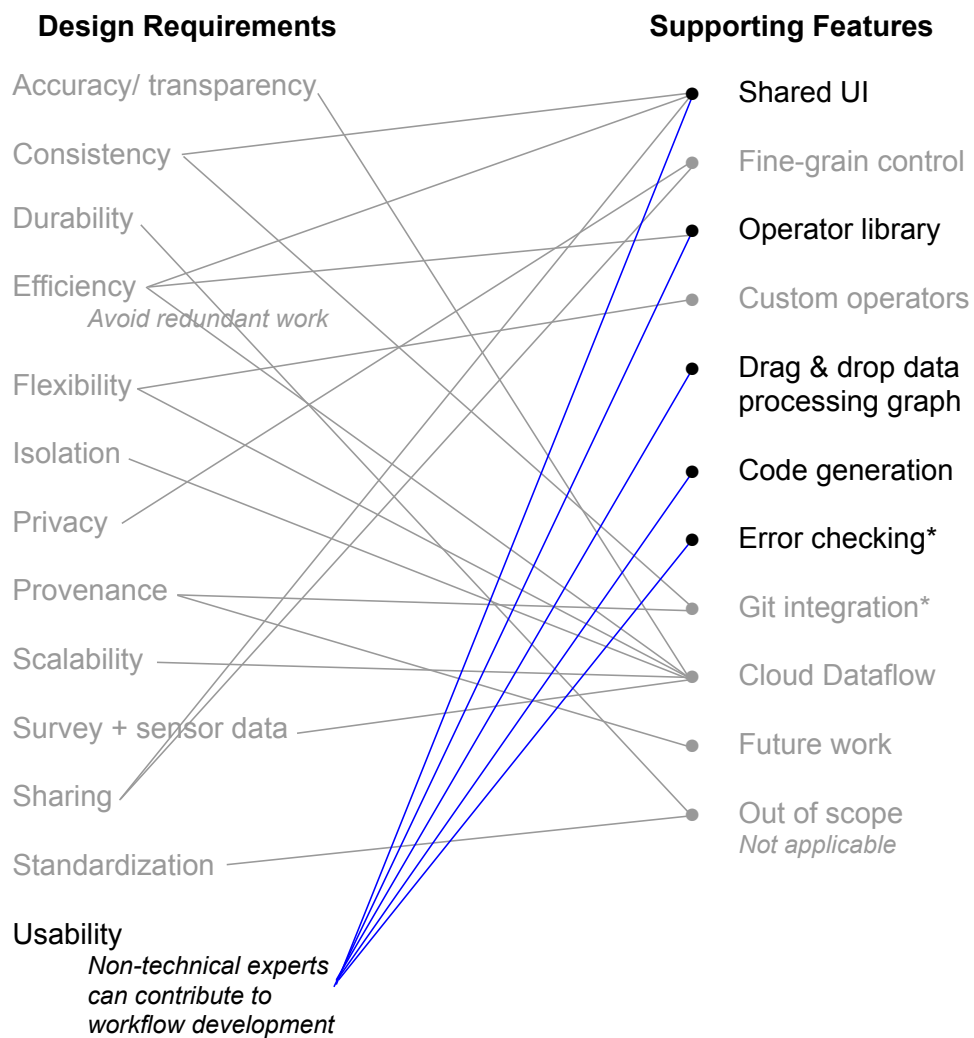 Design Requirements
Supporting Features
Accuracy/ transparency
Consistency
Durability
Efficiency
Avoid redundant work
Flexibility
Isolation
Privacy
Provenance
Scalability
Survey + sensor data
Sharing
Standardization
Usability
Non-technical experts
can contribute to
workflow development
Shared UI
Fine-grain control
Operator library
Custom operators
Drag & drop data
processing graph
Code generation
Error checking*
Git integration*
Cloud Dataflow
Future work
Out of scope
Not applicable